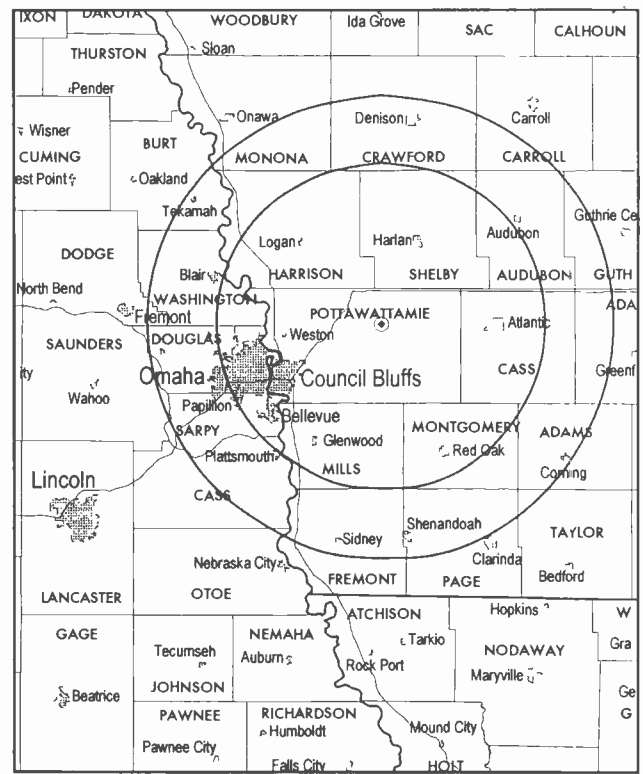 IXON
DAKOTA
WOODBURY
Ida Grove
SAC
CALHOUN
THURSTON
Sloan
Pender
Onawa
Denison
Carroll
Wisner
BURT
CUMING
MONONA
CRAWFORD
CARROLL
est Point
Oakland
Tekamah
Guthrie Ce
Logan
Harlan
Audubon
DODGE
Blair
HARRISON
SHELBY
AUDUBON
GUTH
North Bend
WASHINGTON
ADA
Fremont
POTTAWATTAMIE
Atlantic
SAUNDERS
DOUGLAS
Weston
ity
Omaha
Council Bluffs
CASS
Greenf
Wahoo
Papillion
Bellevue
SARPY
Glenwood
MONTGOMERY
ADAMS
Plattsmouth
MILLS
Red Oak
Corning
Lincoln
CASS
Sidney
Shenandoah
TAYLOR
Nebraska City
Clarinda
FREMONT
PAGE
Bedford
LANCASTER
OTOE
Hopkins
W
ATCHISON
GAGE
NEMAHA
Tarkio
Gra
Tecumseh
Auburn
Rock Port
NODAWAY
Maryville
JOHNSON
Beatrice
Ge
PAWNEE
RICHARDSON
G
Humboldt
Mound City
Pawnee City
Falls City
HOLT